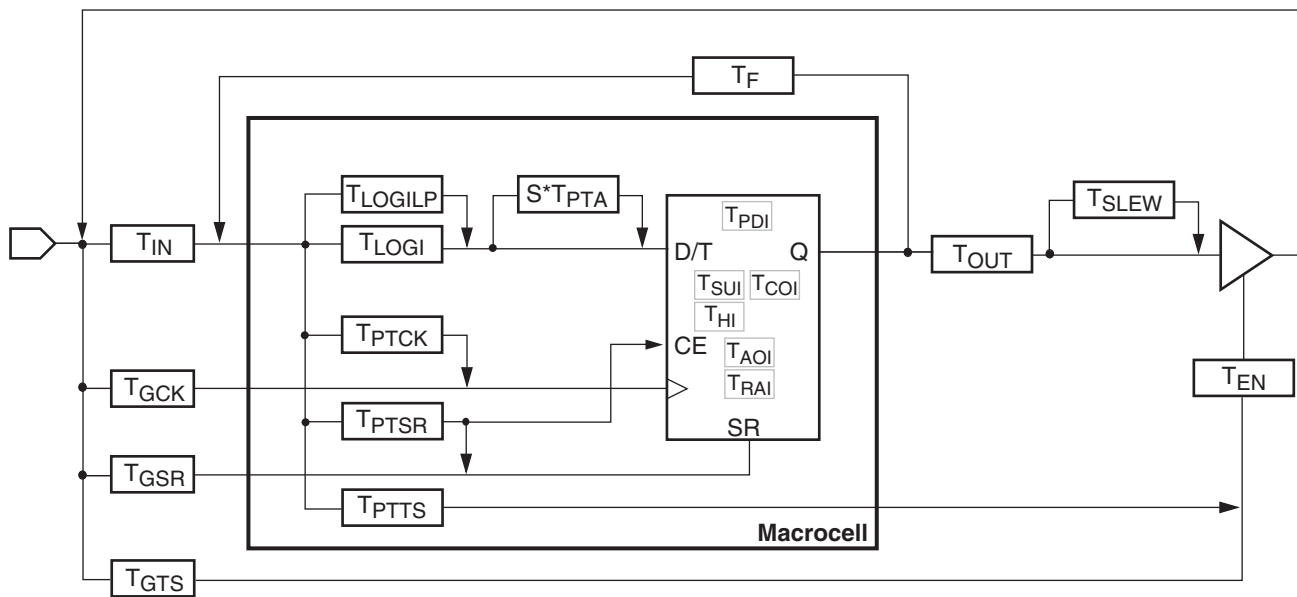 TF
TLOGILP
S*TPTA
TPDI
TSLEW
TIN
TLOGI
D/T
Q
TOUT
TSUI
TCOI
THI
TPTCK
CE
TAOI
TEN
TGCK
TRAI
TPTSR
SR
TGSR
TPTTS
Macrocell
TGTS